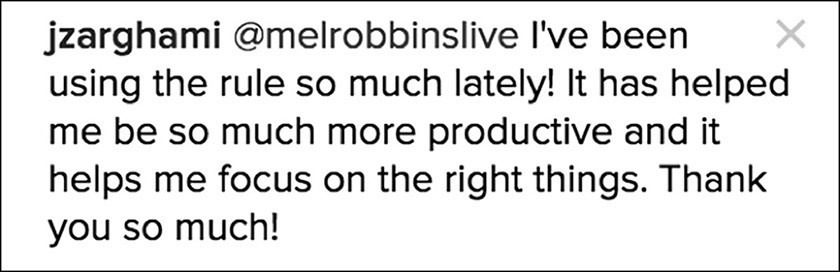 jzarghami @melrobbinslive I've been
using the rule so much lately! It has helped
me be so much more productive and it
helps me focus on the right things. Thank
you so much!